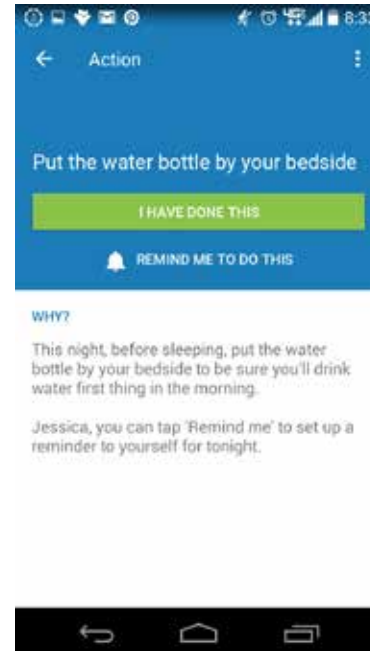 8:3
Action
Put the water bottle by your bedside
I HAVE DONE THIS
REMIND ME TO DO THIS
WHY?
This night, before sleeping, put the water
bottle by your bedside to be sure you'll drink
water first thing in the morning.
Jessica, you can tap 'Remind me' to set up a
reminder to yourself for tonight.